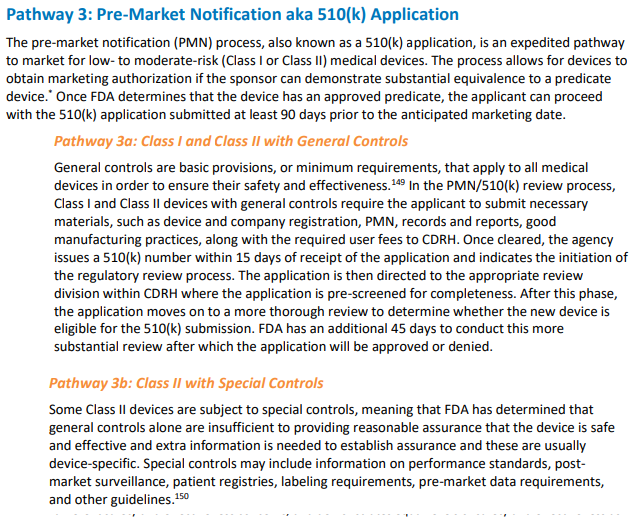 Pathway 3: Pre-Market Notification aka 510(k) Application
The pre-market notification (PMN) process, also known as a 510(k) application, is an expedited pathway
to market for low- to moderate-risk (Class I or Class II) medical devices. The process allows for devices to
obtain marketing authorization if the sponsor can demonstrate substantial equivalence to a predicate
device.* Once FDA determines that the device has an approved predicate, the applicant can proceed
with the 510(k) application submitted at least 90 days prior to the anticipated marketing date.
Pathway 3a: Class I and Class II with General Controls
General controls are basic provisions, or minimum requirements, that apply to all medical
devices in order to ensure their safety and effectiveness.149 In the PMN/510(k) review process,
Class I and Class II devices with general controls require the applicant to submit necessary
materials, such as device and company registration, PMN, records and reports, good
manufacturing practices, along with the required user fees to CDRH. Once cleared, the agency
issues a 510(k) number within 15 days of receipt of the application and indicates the initiation of
the regulatory review process. The application is then directed to the appropriate review
division within CDRH where the application is pre-screened for completeness. After this phase,
the application moves on to a more thorough review to determine whether the new device is
eligible for the 510(k) submission. FDA has an additional 45 days to conduct this more
substantial review after which the application will be approved or denied.
Pathway 3b: Class II with Special Controls
Some Class II devices are subject to special controls, meaning that FDA has determined that
general controls alone are insufficient to providing reasonable assurance that the device is safe
and effective and extra information is needed to establish assurance and these are usually
device-specific. Special controls may include information on performance standards, post-
market surveillance, patient registries, labeling requirements, pre-market data requirements,
and other guidelines.150